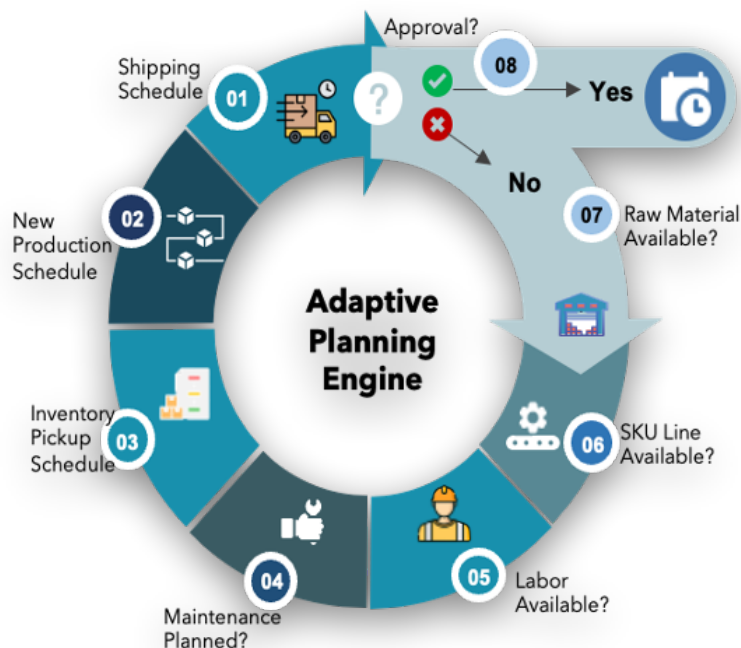 Approval?
08
Yes
No
?
Shipping
Schedule
01
New
Production
Schedule
02
Inventory
Pickup
Schedule
03
Maintenance
Planned?
04
Labor
Available?
05
SKU Line
Available?
06
Raw Material
Available?
07
Adaptive
Planning
Engine